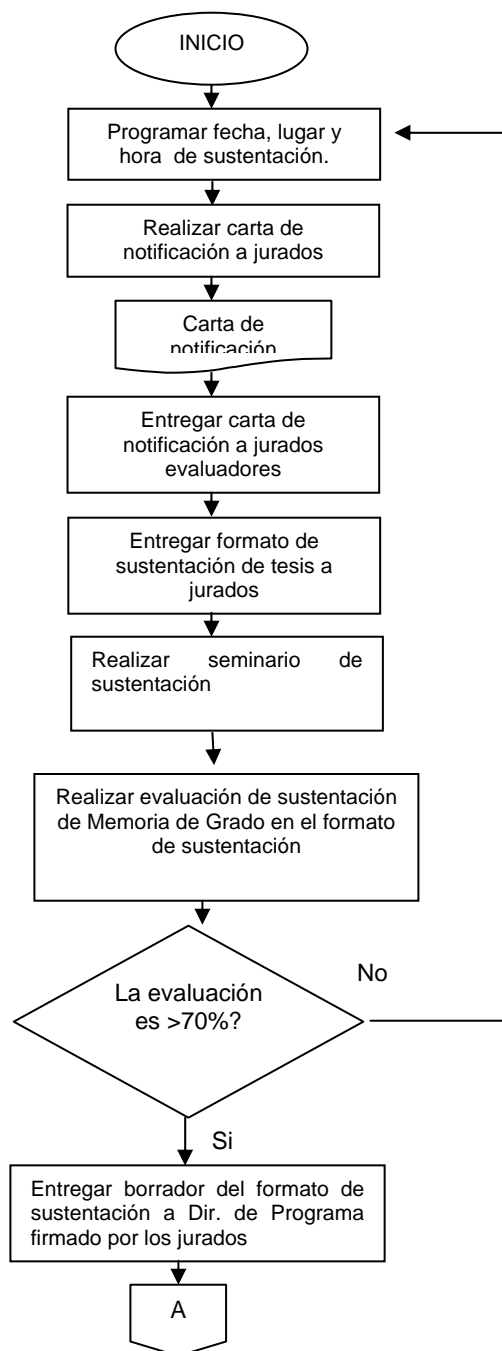 INICIO
Programar fecha, lugar y
hora de sustentación.
Realizar carta de
notificación a jurados
Carta de
notificación
Entregar carta de
notificación a jurados
evaluadores
Entregar formato de
sustentación de tesis a
jurados
Realizar seminario de
sustentación
Realizar evaluación de sustentación
de Memoria de Grado en el formato
de sustentación
La evaluación
es >70%?
No
Si
Entregar borrador del formato de
sustentación a Dir. de Programa
firmado por los jurados
A